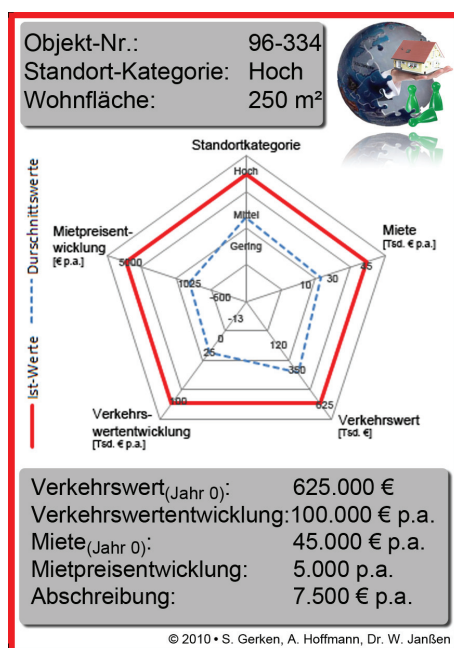 Objekt-Nr.: 96-334
Standort-Kategorie: Hoch
Wohnfläche: 250 m²
Standortkategorie
Hoch
Mittel
Gering
Miete
[Tsd. € p.a.]
45
30
10
Mietpreisent-
wicklung
[€ p.a.]
5000
1025
-600
-13
0
25
100
120
350
625
Verkehrs-
wertentwicklung
[Tsd. € p.a.]
Verkehrswert
[Tsd. €]
Durschnittswerte
Ist-Werte
Verkehrswert(Jahr 0): 625.000 €
Verkehrswertentwicklung:100.000 € p.a.
Miete(Jahr 0): 45.000 € p.a.
Mietpreisentwicklung: 5.000 p.a.
Abschreibung: 7.500 € p.a.
© 2010 • S. Gerken, A. Hoffmann, Dr. W. Janßen